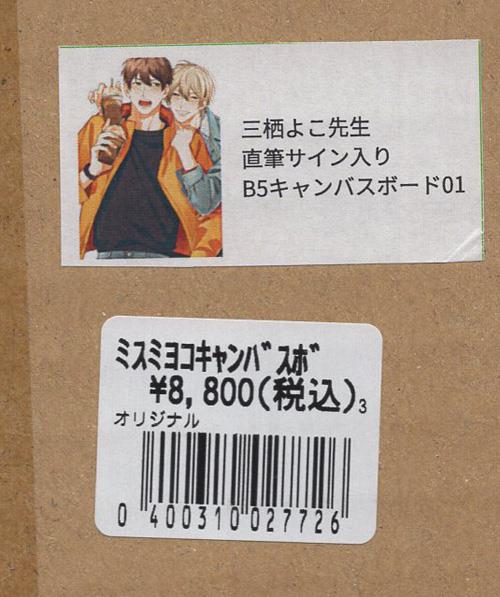 三栖よこ先生
直筆サイン入り
B5キャンバスボード01
ミスミヨコキャンバスボ
¥8,800(税込)3
オリジナル
0 400310 027726